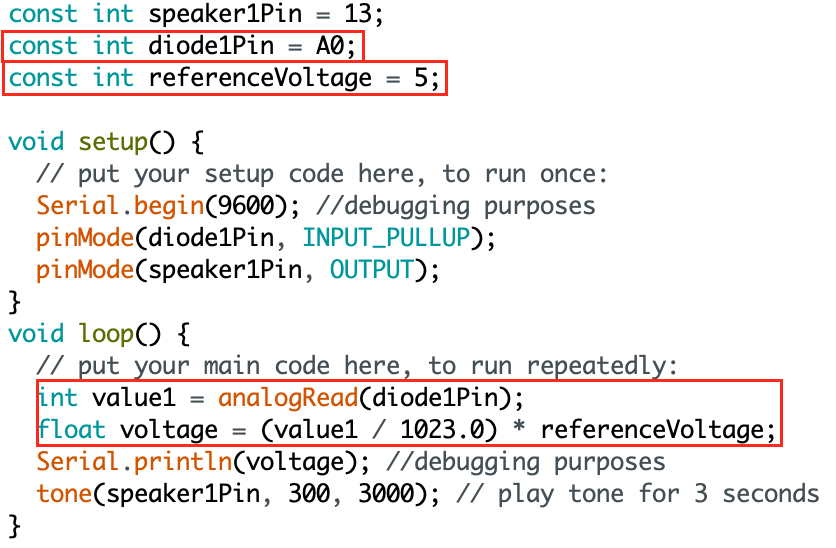 const int speaker1Pin = 13;
const int diode1Pin = A0;
const int referenceVoltage = 5;
void setup() {
// put your setup code here, to run once:
Serial.begin(9600); //debugging purposes
pinMode(diode1Pin, INPUT_PULLUP);
pinMode(speaker1Pin, OUTPUT);
}
void loop() {
// put your main code here, to run repeatedly:
int value1 = analogRead(diode1Pin);
float voltage = (value1 / 1023.0) * referenceVoltage;
Serial.println(voltage); //debugging purposes
tone(speaker1Pin, 300, 3000); // play tone for 3 seconds
}